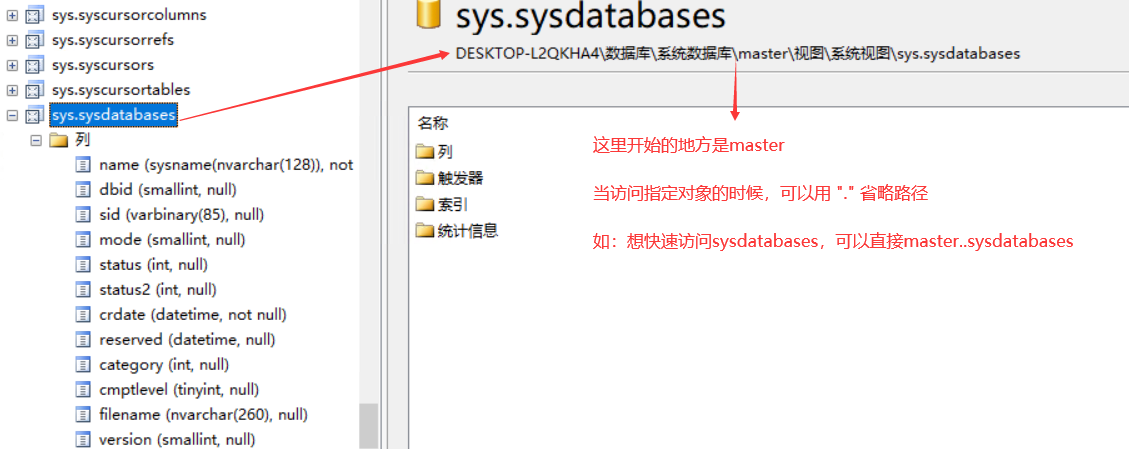 sys.syscursorcolumns
sys.syscursorrefs
sys.syscursors
sys.syscursortables
sys.sysdatabases
列
name (sysname(nvarchar(128)), not
dbid (smallint, null)
sid (varbinary(85), null)
mode (smallint, null)
status (int, null)
status2 (int, null)
crdate (datetime, not null)
reserved (datetime, null)
category (int, null)
cmptlevel (tinyint, null)
filename (nvarchar(260), null)
version (smallint, null)
sys.sysdatabases
DESKTOP-L2QKHA4\数据库\系统数据库\master\视图\系统视图\sys.sysdatabases
名称
列
触发器
索引
统计信息
这里开始的地方是master
当访问指定对象的时候，可以用 "." 省略路径
如：想快速访问sysdatabases，可以直接master..sysdatabases